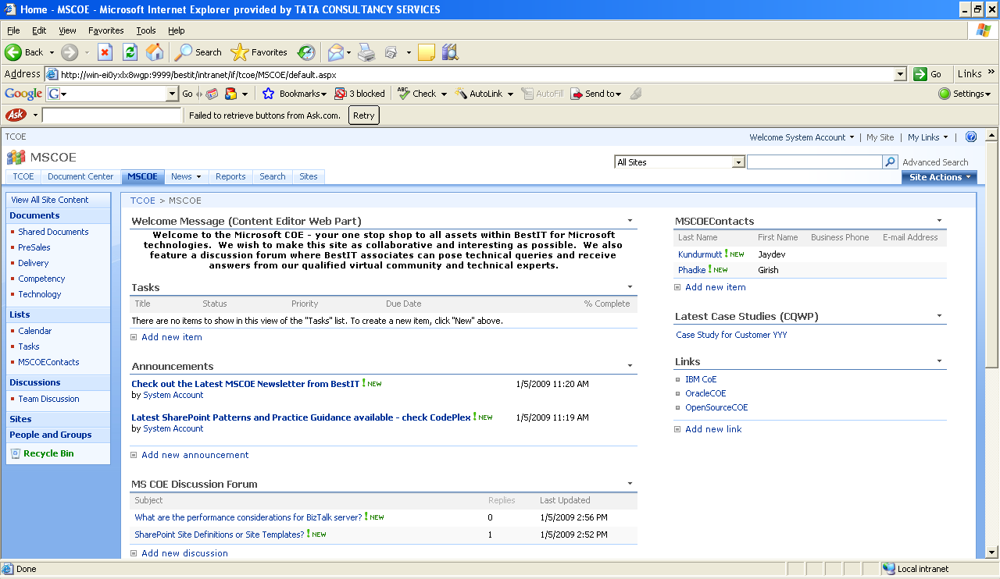 Home - MSCOE - Microsoft Internet Explorer provided by TATA CONSULTANCY SERVICES
File Edit View Favorites Tools Help
Back Search Favorites
Address http://win-ei0yxlx8wgp:9999/bestit/intranet/if/tcoe/MSCOE/default.aspx Go Links »
Google G Go Bookmarks 3 blocked ABC Check AutoLink AutoFill Send to Settings
Ask Failed to retrieve buttons from Ask.com. Retry
TCOE Welcome System Account | My Site | My Links | ?
MSCOE All Sites Advanced Search
TCOE Document Center MSCOE News Reports Search Sites Site Actions
View All Site Content
Documents
Shared Documents
PreSales
Delivery
Competency
Technology
Lists
Calendar
Tasks
MSCOEContacts
Discussions
Team Discussion
Sites
People and Groups
Recycle Bin
TCOE > MSCOE
Welcome Message (Content Editor Web Part)
Welcome to the Microsoft COE - your one stop shop to all assets within BestIT for Microsoft
technologies. We wish to make this site as collaborative and interesting as possible. We also
feature a discussion forum where BestIT associates can pose technical queries and receive
answers from our qualified virtual community and technical experts.
Tasks
Title Status Priority Due Date % Complete
There are no items to show in this view of the "Tasks" list. To create a new item, click "New" above.
Add new item
Announcements
Check out the Latest MSCOE Newsletter from BestIT ! NEW 1/5/2009 11:20 AM
by System Account
Latest SharePoint Patterns and Practice Guidance available - check CodePlex ! NEW 1/5/2009 11:19 AM
by System Account
Add new announcement
MS COE Discussion Forum
Subject Replies Last Updated
What are the performance considerations for BizTalk server? ! NEW 0 1/5/2009 2:56 PM
SharePoint Site Definitions or Site Templates? ! NEW 1 1/5/2009 2:52 PM
Add new discussion
MSCOEContacts
Last Name First Name Business Phone E-mail Address
Kundurmutt ! NEW Jaydev
Phadke ! NEW Girish
Add new item
Latest Case Studies (CQWP)
Case Study for Customer YYY
Links
IBM CoE
OracleCOE
OpenSourceCOE
Add new link
Done Local intranet